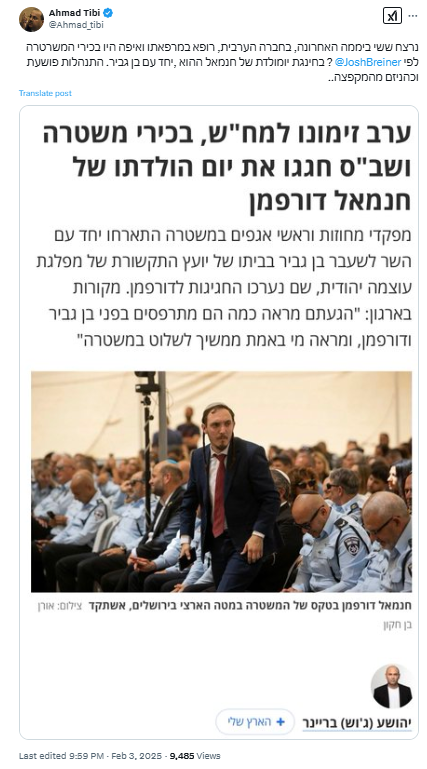 Ahmad Tibi
@Ahmad_tibi
נרצח ששי ביממה האחרונה, בחברה הערבית, רופא במרפאתו ואיפה היו בכירי המשטרה
לפי @JoshBreiner ? בחינגת יומולדת של חנמאל ההוא ,יחד עם בן גביר. התנהלות פושעת
וכהניזם מהמקפצה..
Translate post
ערב זימונו למח"ש, בכירי משטרה
ושב"ס חגגו את יום הולדתו של
חנמאל דורפמן
מפקדי מחוזות וראשי אגפים במשטרה התארחו יחד עם
השר לשעבר בן גביר בביתו של יועץ התקשורת של מפלגת
עוצמה יהודית, שם נערכו החגיגות לדורפמן. מקורות
בארגון: "הגעתם מראה כמה הם מתרפסים בפני בן גביר
ודורפמן, ומראה מי באמת ממשיך לשלוט במשטרה"
חנמאל דורפמן בטקס של המשטרה במטה הארצי בירושלים, אשתקד צילום: אורן
בן חקון
יהושע (ג'וש) בריינר
+ הארץ שלי
Last edited 9:59 PM · Feb 3, 2025 · 9,485 Views